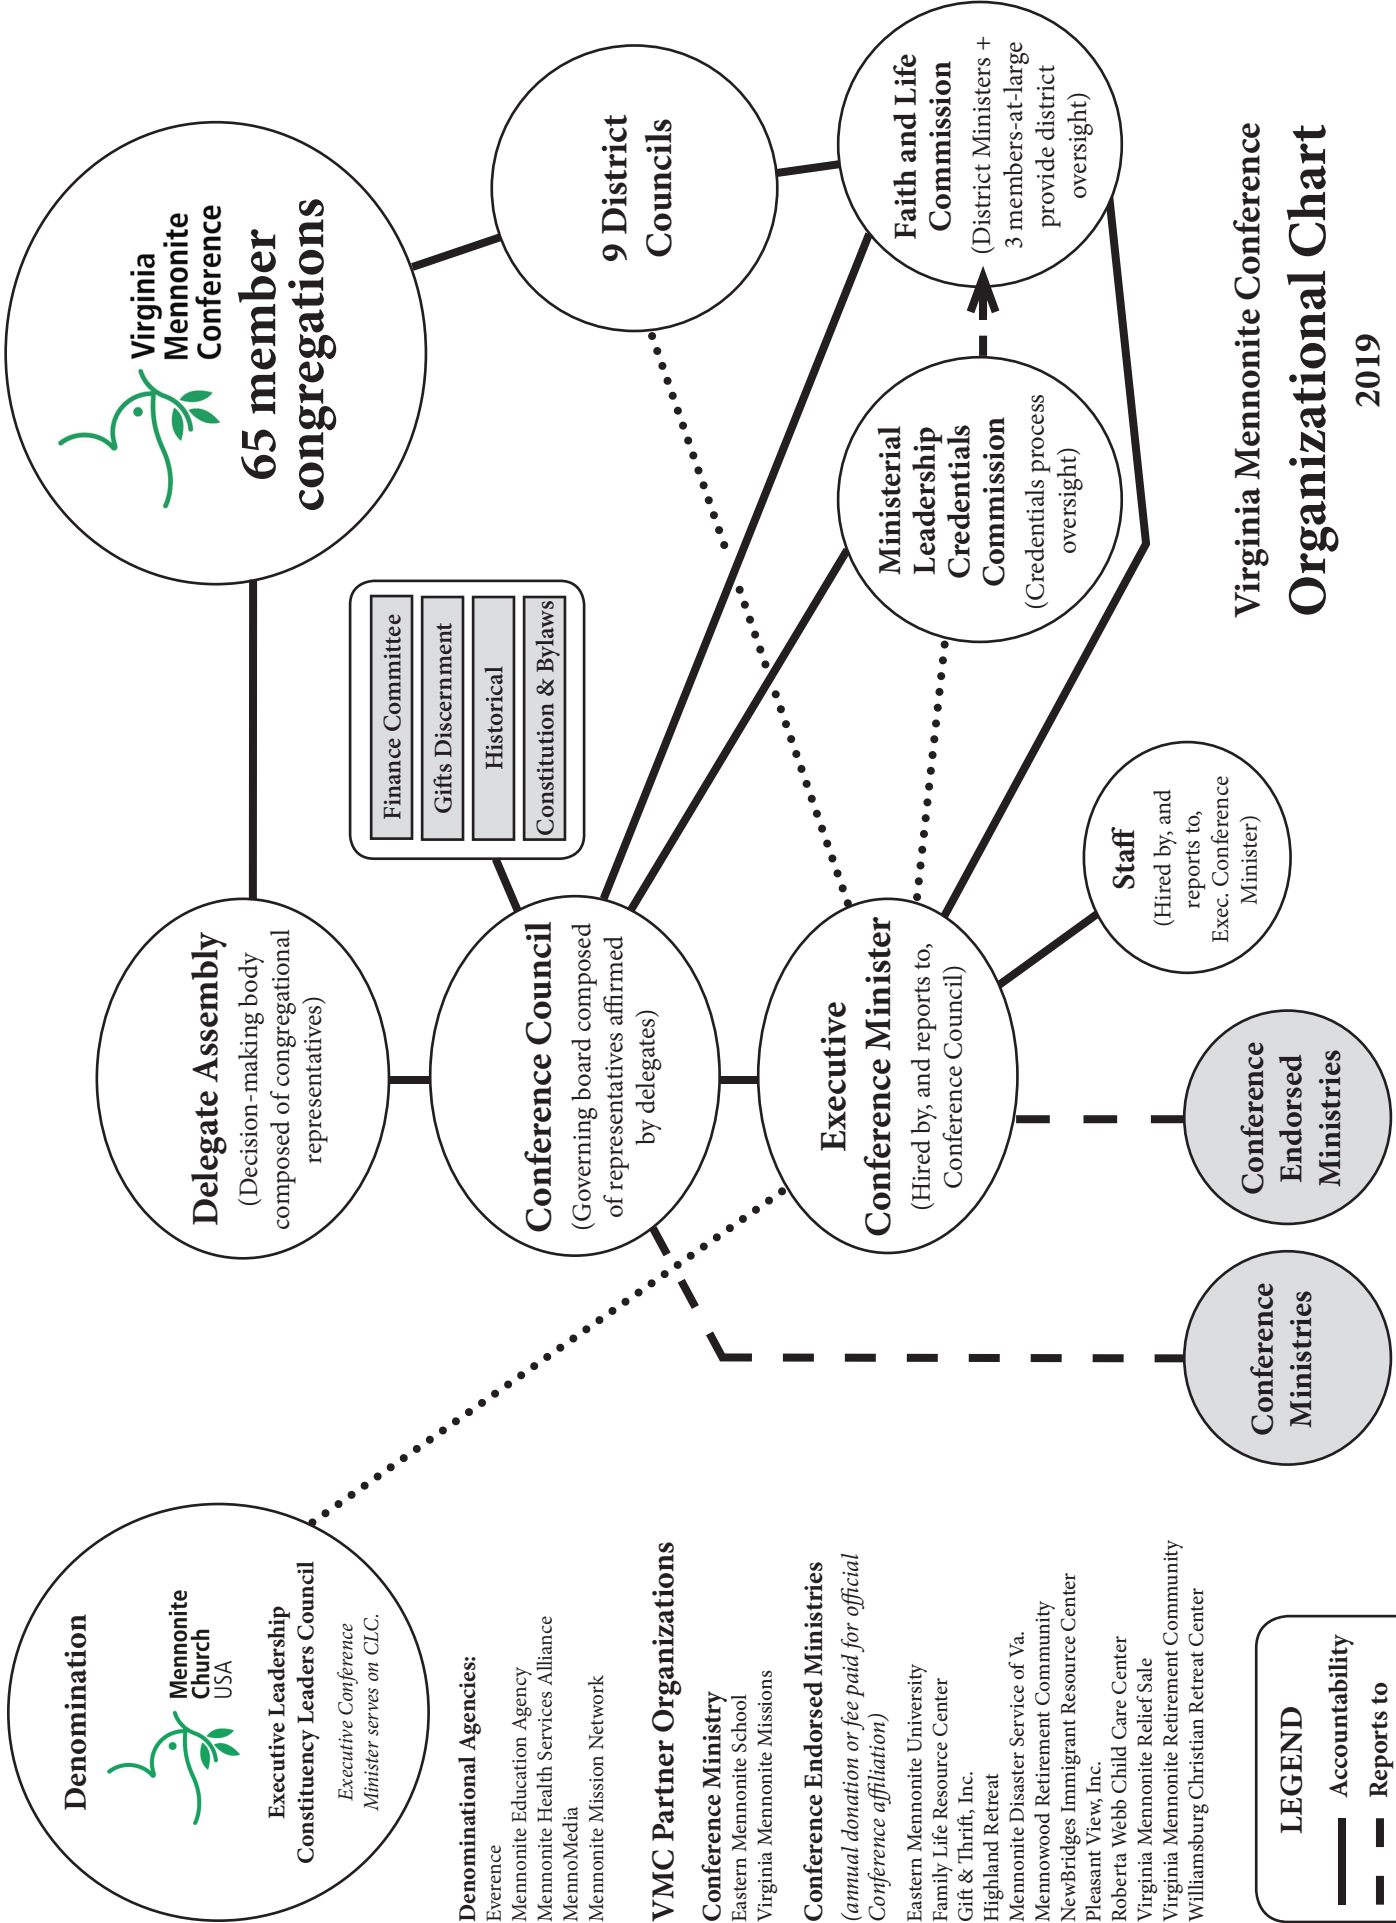 Denomination
Mennonite
Church
USA
Executive Leadership
Constituency Leaders Council
Executive Conference
Minister serves on CLC.
Denominational Agencies:
Everence
Mennonite Education Agency
Mennonite Health Services Alliance
MennoMedia
Mennonite Mission Network
VMC Partner Organizations
Conference Ministry
Eastern Mennonite School
Virginia Mennonite Missions
Conference Endorsed Ministries
(annual donation or fee paid for official
Conference affiliation)
Eastern Mennonite University
Family Life Resource Center
Gift & Thrift, Inc.
Highland Retreat
Mennonite Disaster Service of Va.
Mennowood Retirement Community
NewBridges Immigrant Resource Center
Pleasant View, Inc.
Roberta Webb Child Care Center
Virginia Mennonite Relief Sale
Virginia Mennonite Retirement Community
Williamsburg Christian Retreat Center
LEGEND
Accountability
Reports to
Delegate Assembly
(Decision-making body
composed of congregational
representatives)
Conference Council
(Governing board composed
of representatives affirmed
by delegates)
Executive
Conference Minister
(Hired by, and reports to,
Conference Council)
Conference
Ministries
Conference
Endorsed
Ministries
Staff
(Hired by, and
reports to,
Exec. Conference
Minister)
Finance Committee
Gifts Discernment
Historical
Constitution & Bylaws
Virginia
Mennonite
Conference
65 member
congregations
9 District
Councils
Ministerial
Leadership
Credentials
Commission
(Credentials process
oversight)
Faith and Life
Commission
(District Ministers +
3 members-at-large
provide district
oversight)
Virginia Mennonite Conference
Organizational Chart
2019